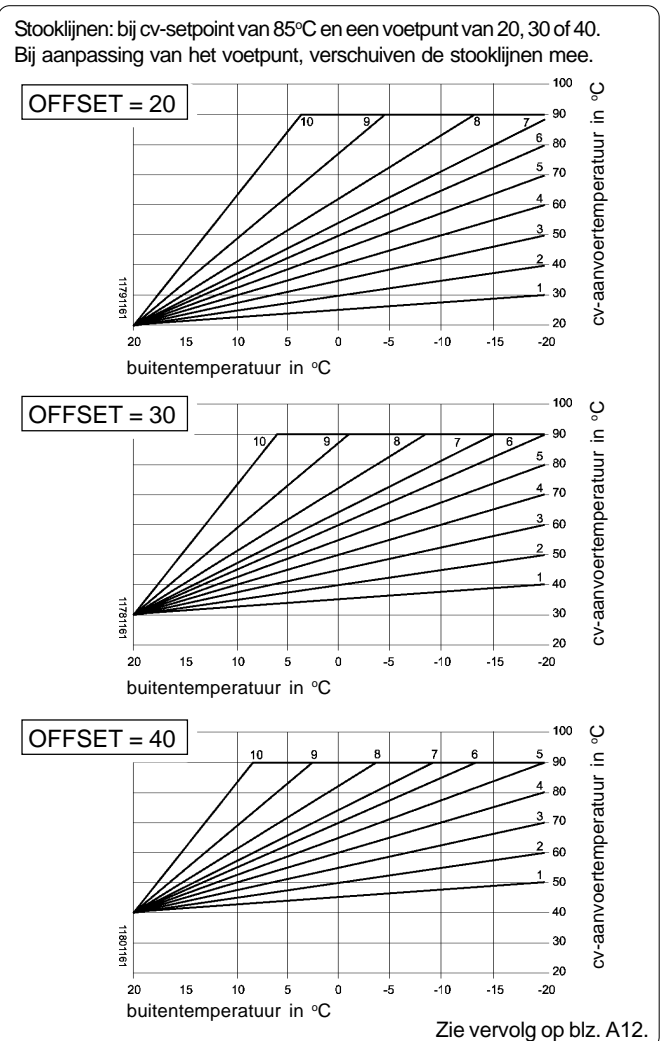 Stooklijnen: bij cv-setpoint van 85°C en een voetpunt van 20, 30 of 40.
Bij aanpassing van het voetpunt, verschuiven de stooklijnen mee.
OFFSET = 20
100
90
80
70
60
50
40
30
20
10 9 8 7
6
5
4
3
2
1
cv-aanvoertemperatuur in °C
11791161
20 15 10 5 0 -5 -10 -15 -20
buitentemperatuur in °C
OFFSET = 30
100
90
80
70
60
50
40
30
20
10 9 8 7 6
5
4
3
2
1
cv-aanvoertemperatuur in °C
11781161
20 15 10 5 0 -5 -10 -15 -20
buitentemperatuur in °C
OFFSET = 40
100
90
80
70
60
50
40
30
20
10 9 8 7 6 5
4
3
2
1
cv-aanvoertemperatuur in °C
11801161
20 15 10 5 0 -5 -10 -15 -20
buitentemperatuur in °C
Zie vervolg op blz. A12.